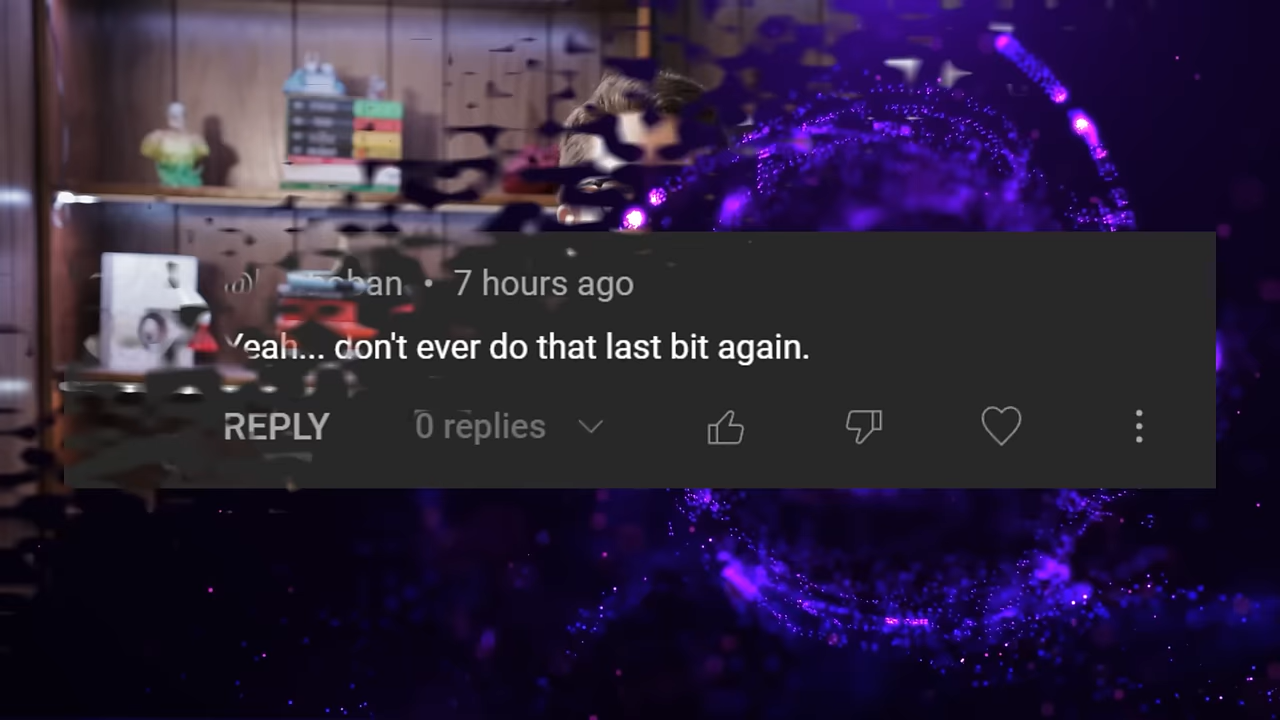 • 7 hours ago
Yeah... don't ever do that last bit again.
REPLY 0 replies